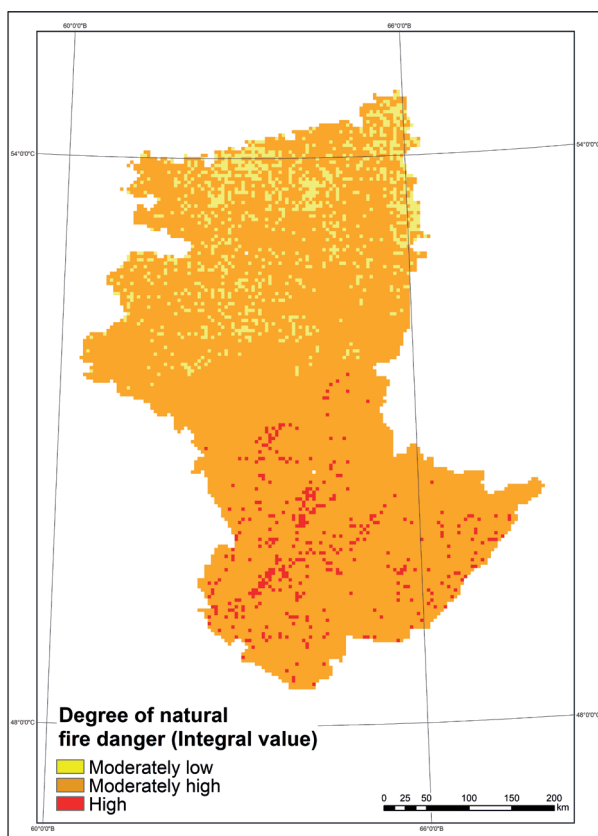 60°0'0"В
66°0'0"В
54°0'0"С
54°0'0"С
48°0'0"С
48°0'0"С
Degree of natural
fire danger (Integral value)
Moderately low
Moderately high
High
0 25 50 100 150 200
km
60°0'0"В
66°0'0"В